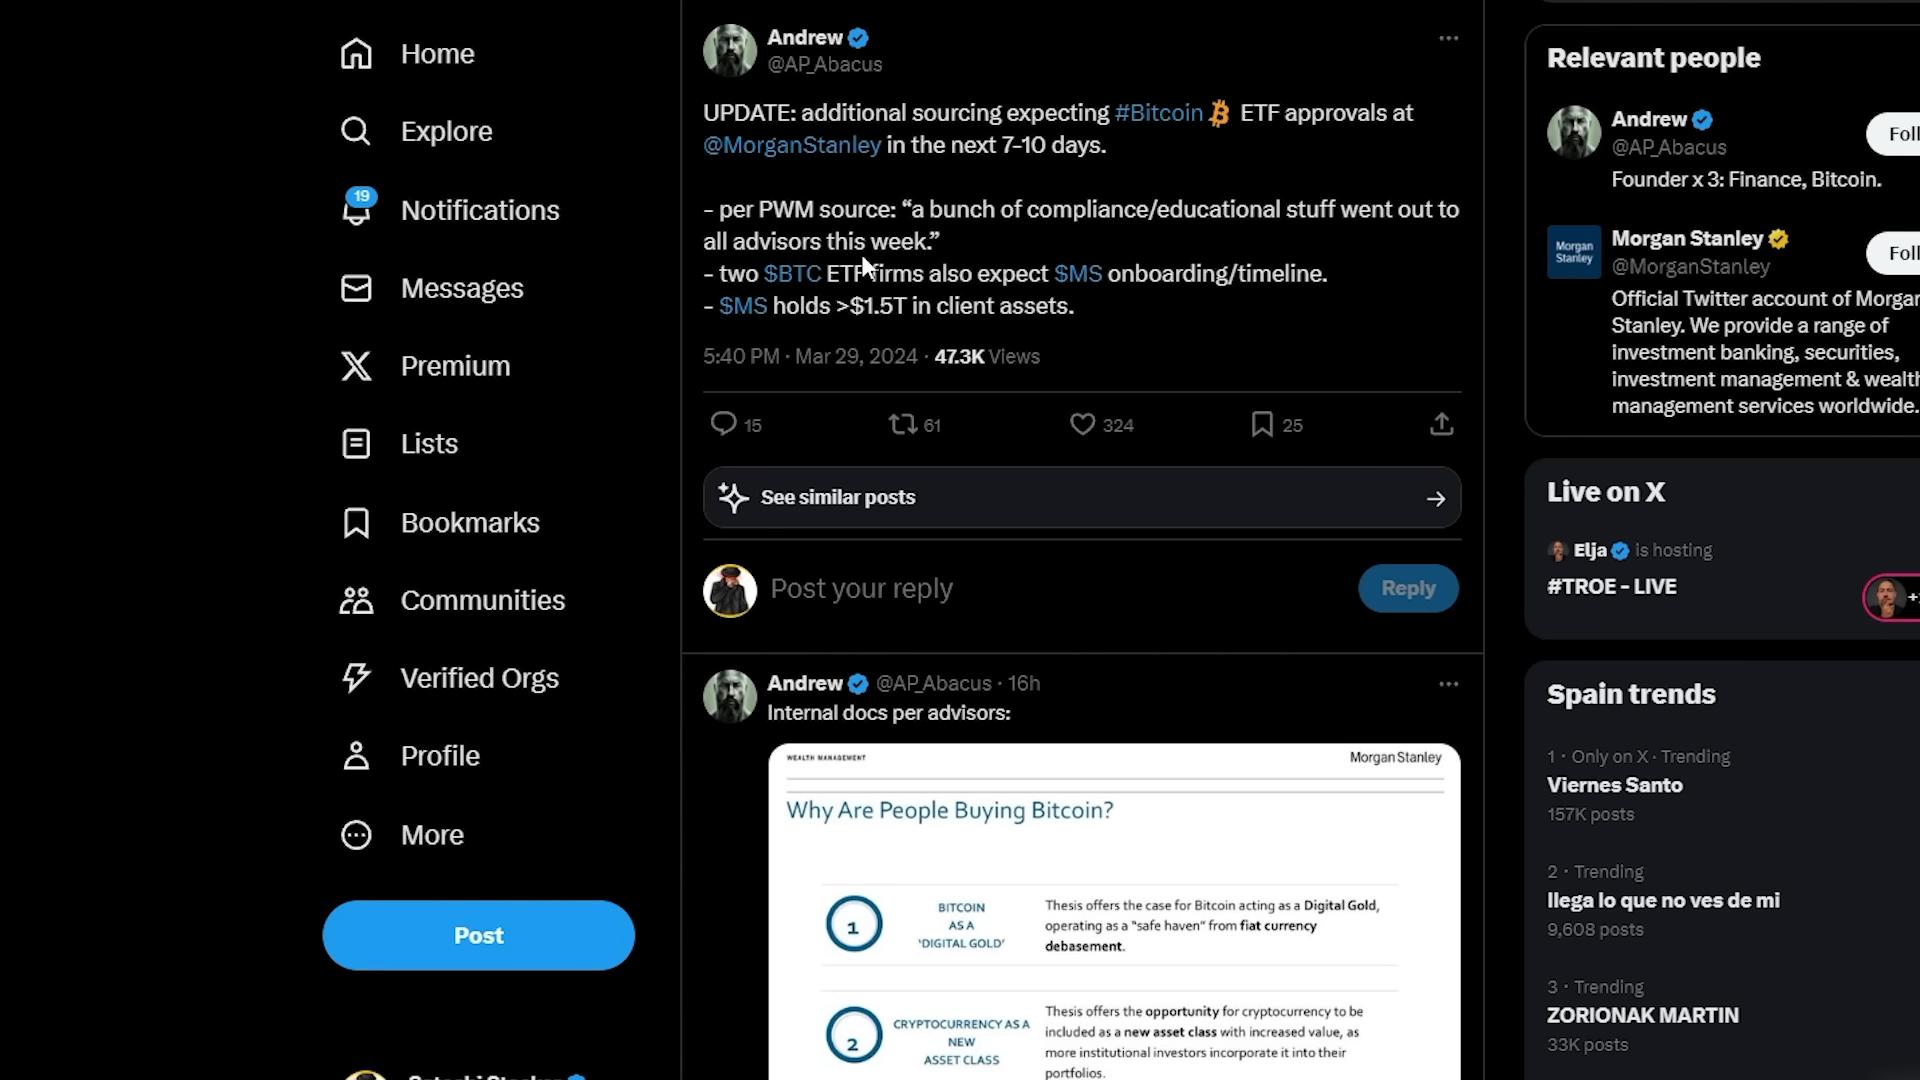 Home
Explore
19
Notifications
Messages
Premium
Lists
Bookmarks
Communities
Verified Orgs
Profile
More
Post
Andrew
@AP_Abacus
UPDATE: additional sourcing expecting #Bitcoin ETF approvals at
@MorganStanley in the next 7-10 days.
- per PWM source: “a bunch of compliance/educational stuff went out to
all advisors this week.”
- two $BTC ETF firms also expect $MS onboarding/timeline.
- $MS holds >$1.5T in client assets.
5:40 PM · Mar 29, 2024 · 47.3K Views
15 61 324 25
See similar posts
Post your reply
Reply
Andrew @AP_Abacus · 16h
Internal docs per advisors:
WEALTH MANAGEMENT
Morgan Stanley
Why Are People Buying Bitcoin?
1
BITCOIN
AS A
'DIGITAL GOLD'
Thesis offers the case for Bitcoin acting as a Digital Gold,
operating as a "safe haven" from fiat currency
debasement.
2
CRYPTOCURRENCY AS A
NEW
ASSET CLASS
Thesis offers the opportunity for cryptocurrency to be
included as a new asset class with increased value, as
more institutional investors incorporate it into their
portfolios.
Relevant people
Andrew
@AP_Abacus
Foll
Founder x 3: Finance, Bitcoin.
Morgan
Stanley
Morgan Stanley
@MorganStanley
Foll
Official Twitter account of Morgan
Stanley. We provide a range of
investment banking, securities,
investment management & wealth
management services worldwide.
Live on X
Elja is hosting
#TROE - LIVE
Spain trends
1 · Only on X · Trending
Viernes Santo
157K posts
2 · Trending
llega lo que no ves de mi
9,608 posts
3 · Trending
ZORIONAK MARTIN
33K posts